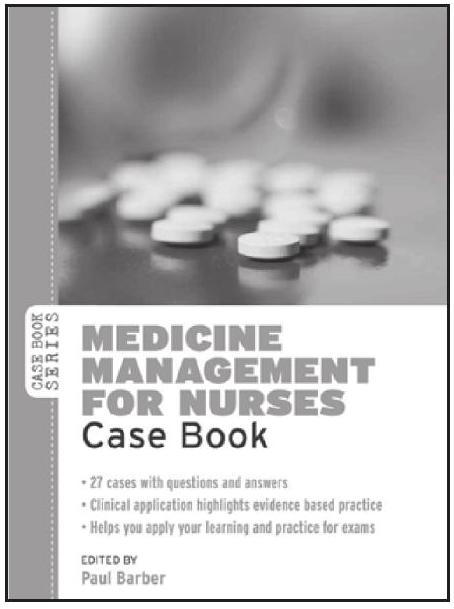 CASE BOOK
SERIES
MEDICINE
MANAGEMENT
FOR NURSES
Case Book
• 27 cases with questions and answers
• Clinical application highlights evidence based practice
• Helps you apply your learning and practice for exams
EDITED BY
Paul Barber